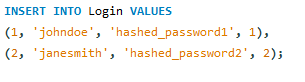 INSERT INTO Login VALUES
(1, 'johndoe', 'hashed_password1', 1),
(2, 'janesmith', 'hashed_password2', 2);